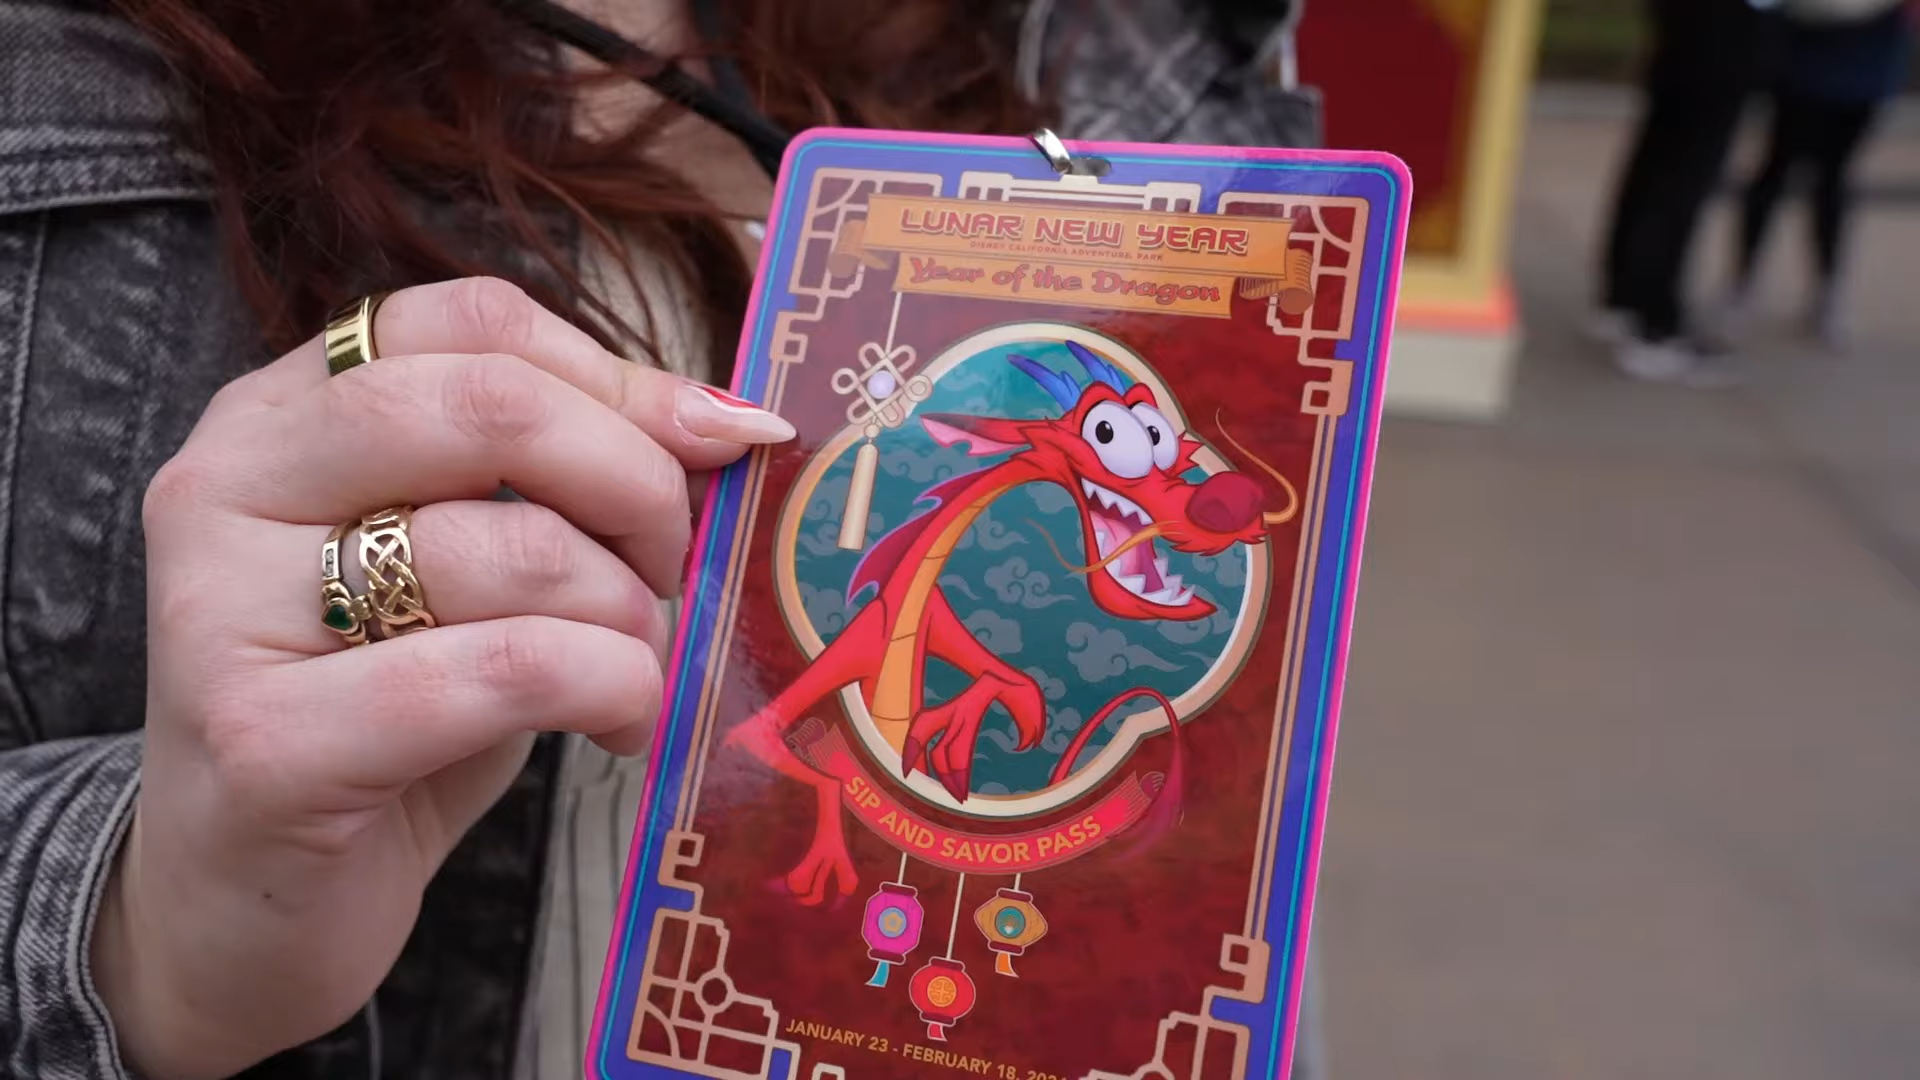 LUNAR NEW YEAR
DISNEY CALIFORNIA ADVENTURE PARK
Year of the Dragon
SIP AND SAVOR PASS
JANUARY 23 - FEBRUARY 18, 2024